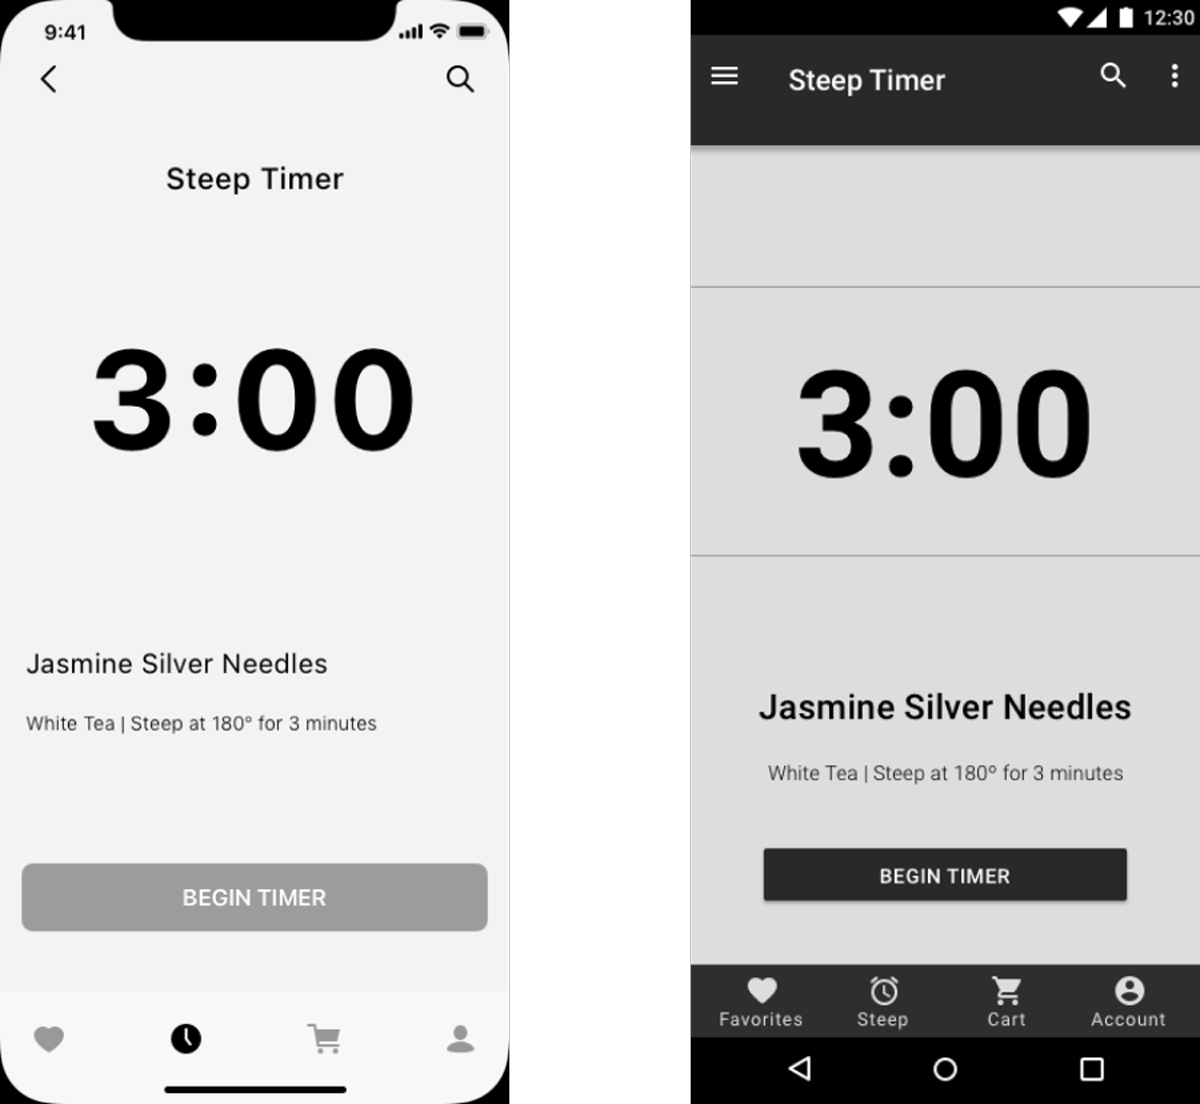 9:41
Steep Timer
3:00
Jasmine Silver Needles
White Tea | Steep at 180° for 3 minutes
BEGIN TIMER
12:30
Steep Timer
3:00
Jasmine Silver Needles
White Tea | Steep at 180° for 3 minutes
BEGIN TIMER
Favorites Steep Cart Account